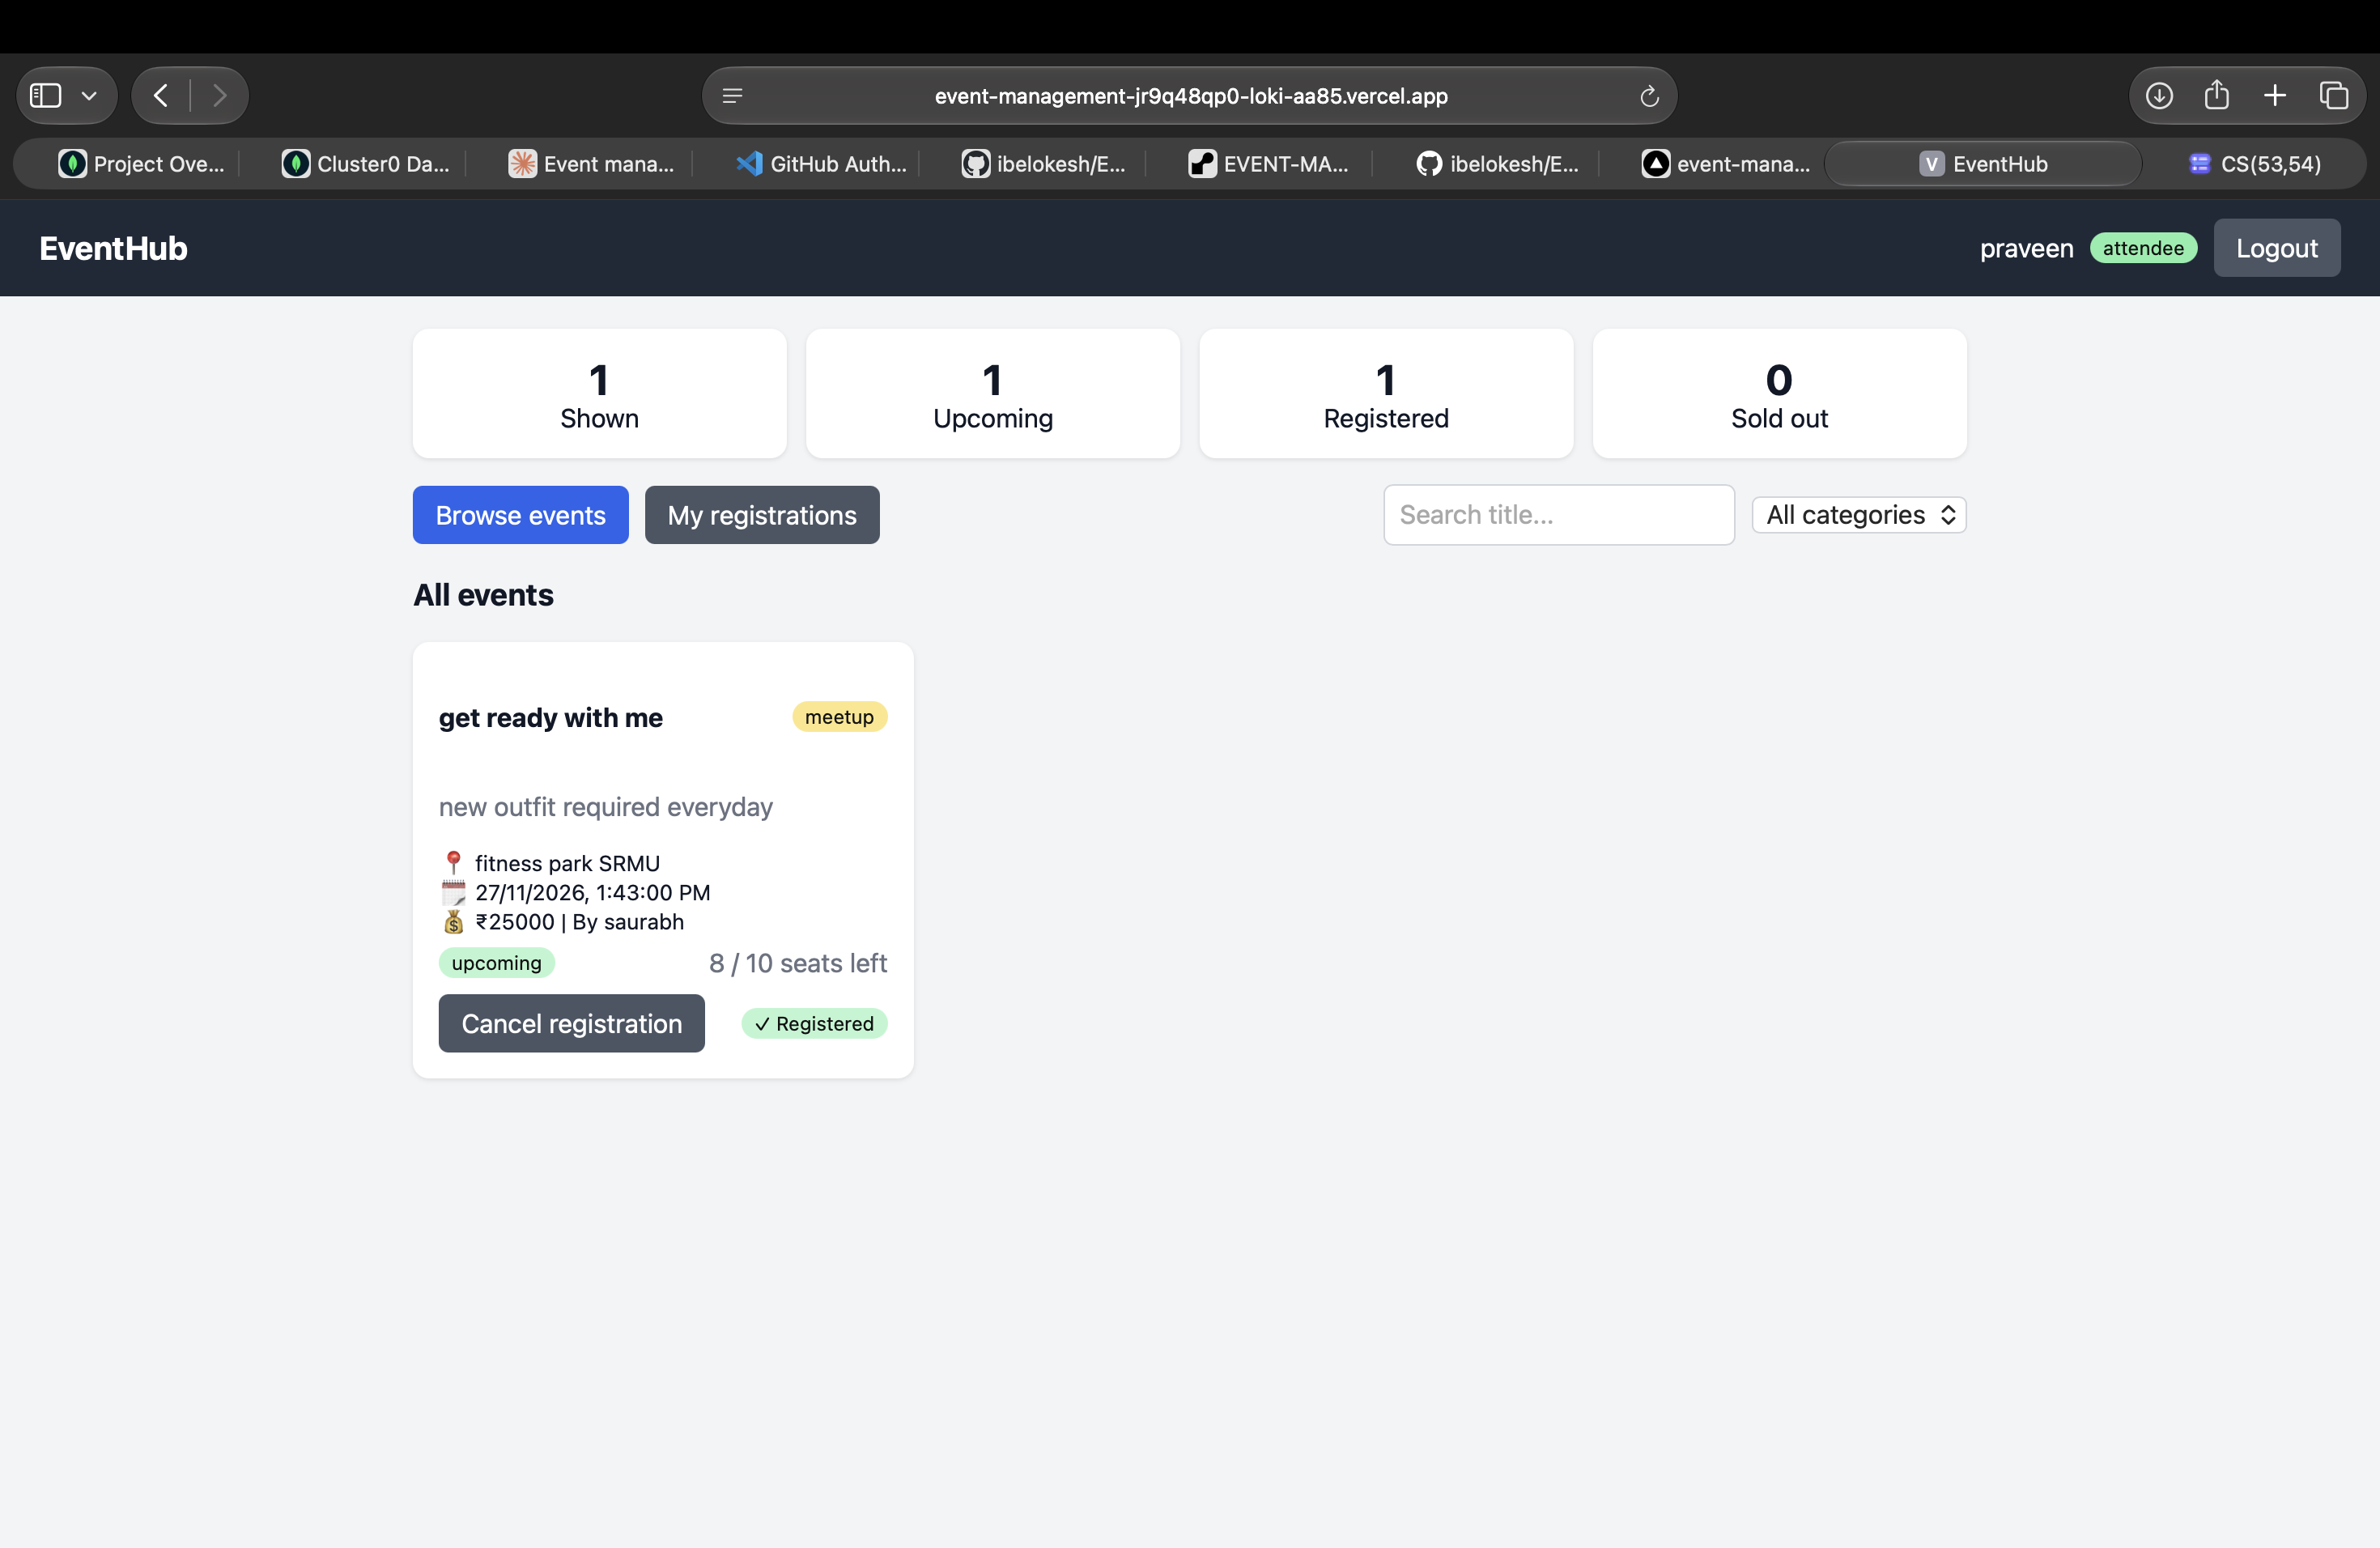 event-management-jr9q48qp0-loki-aa85.vercel.app
Project Ove...
Cluster0 Da...
Event mana...
GitHub Auth...
ibelokesh/E...
EVENT-MA...
ibelokesh/E...
event-mana...
V EventHub
CS(53,54)
EventHub
praveen attendee Logout
1
Shown
1
Upcoming
1
Registered
0
Sold out
Browse events My registrations
Search title...
All categories
All events
get ready with me meetup
new outfit required everyday
📍 fitness park SRMU
🗓️ 27/11/2026, 1:43:00 PM
💰 ₹25000 | By saurabh
upcoming 8 / 10 seats left
Cancel registration ✓ Registered